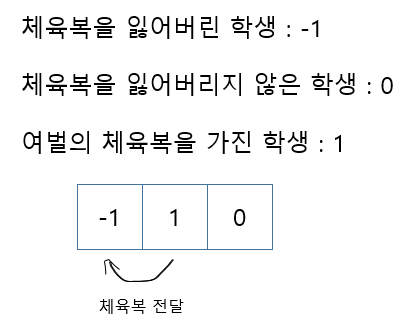 체육복을 잃어버린 학생 : -1
체육복을 잃어버리지 않은 학생 : 0
여벌의 체육복을 가진 학생 : 1
-1 1 0
체육복 전달